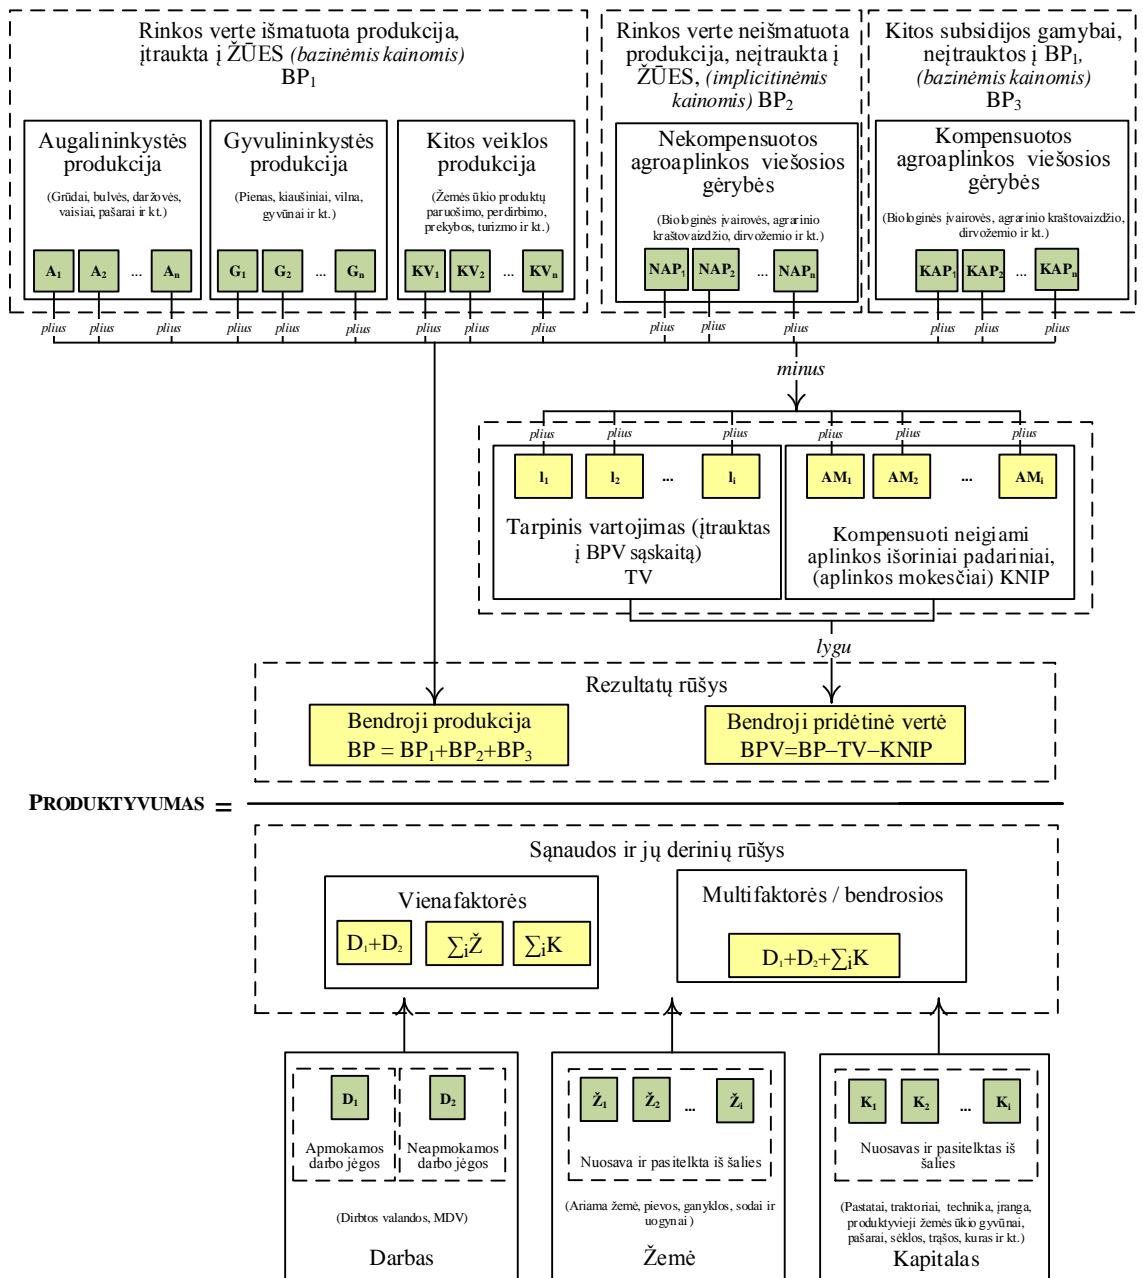 Rinkos verte išmatuota produkcija,
įtraukta į ŽŪES (bazinėmis kainomis)
BP₁
Rinkos verte neišmatuota
produkcija, neįtraukta į
ŽŪES, (implicitinėmis
kainomis) BP₂
Kitos subsidijos gamybai,
neįtrauktos į BP₁,
(bazinėmis kainomis)
BP₃
Augalininkystės
produkcija
(Grūdai, bulvės, daržovės,
vaisiai, pašarai ir kt.)
A₁ A₂ ... Aₙ
Gyvulininkystės
produkcija
(Pienas, kiaušiniai, vilna,
gyvūnai ir kt.)
G₁ G₂ ... Gₙ
Kitos veiklos
produkcija
(Žemės ūkio produktų
paruošimo, perdirbimo,
prekybos, turizmo ir kt.)
KV₁ KV₂ ... KVₙ
Nekompensuotos
agroaplinkos viešosios
gėrybės
(Biologinės įvairovės, agrarinio
kraštovaizdžio, dirvožemio ir kt.)
NAP₁ NAP₂ ... NAPₙ
Kompensuotos
agroaplinkos viešosios
gėrybės
(Biologinės įvairovės, agrarinio kraštovaizdžio,
dirvožemio ir kt.)
KAP₁ KAP₂ ... KAPₙ
plius plius plius plius plius plius plius plius plius plius plius plius plius plius plius
minus
plius plius plius plius plius plius
I₁ I₂ ... Iᵢ
Tarpinis vartojimas (įtrauktas
į BPV sąskaitą)
TV
AM₁ AM₂ ... AMᵢ
Kompensuoti neigiami
aplinkos išoriniai padariniai,
(aplinkos mokesčiai) KNIP
lygu
Rezultatų rūšys
Bendroji produkcija
BP = BP₁+BP₂+BP₃
Bendroji pridėtinė vertė
BPV=BP–TV–KNIP
PRODUKTYVUMAS =
Sąnaudos ir jų derinių rūšys
Vienafaktorės
D₁+D₂ ∑ᵢŽ ∑ᵢK
Multifaktorės / bendrosios
D₁+D₂+∑ᵢK
D₁
Apmokamos
darbo jėgos
D₂
Neapmokamos
darbo jėgos
(Dirbtos valandos, MDV)
Darbas
Ž₁ Ž₂ ... Žᵢ
Nuosava ir pasitelkta iš šalies
(Ariama žemė, pievos, ganyklos, sodai ir
uogynai )
Žemė
K₁ K₂ ... Kᵢ
Nuosavas ir pasitelktas iš
šalies
(Pastatai, traktoriai, technika, įranga,
produktyvieji žemės ūkio gyvūnai,
pašarai, sėklos, trąšos, kuras ir kt.)
Kapitalas